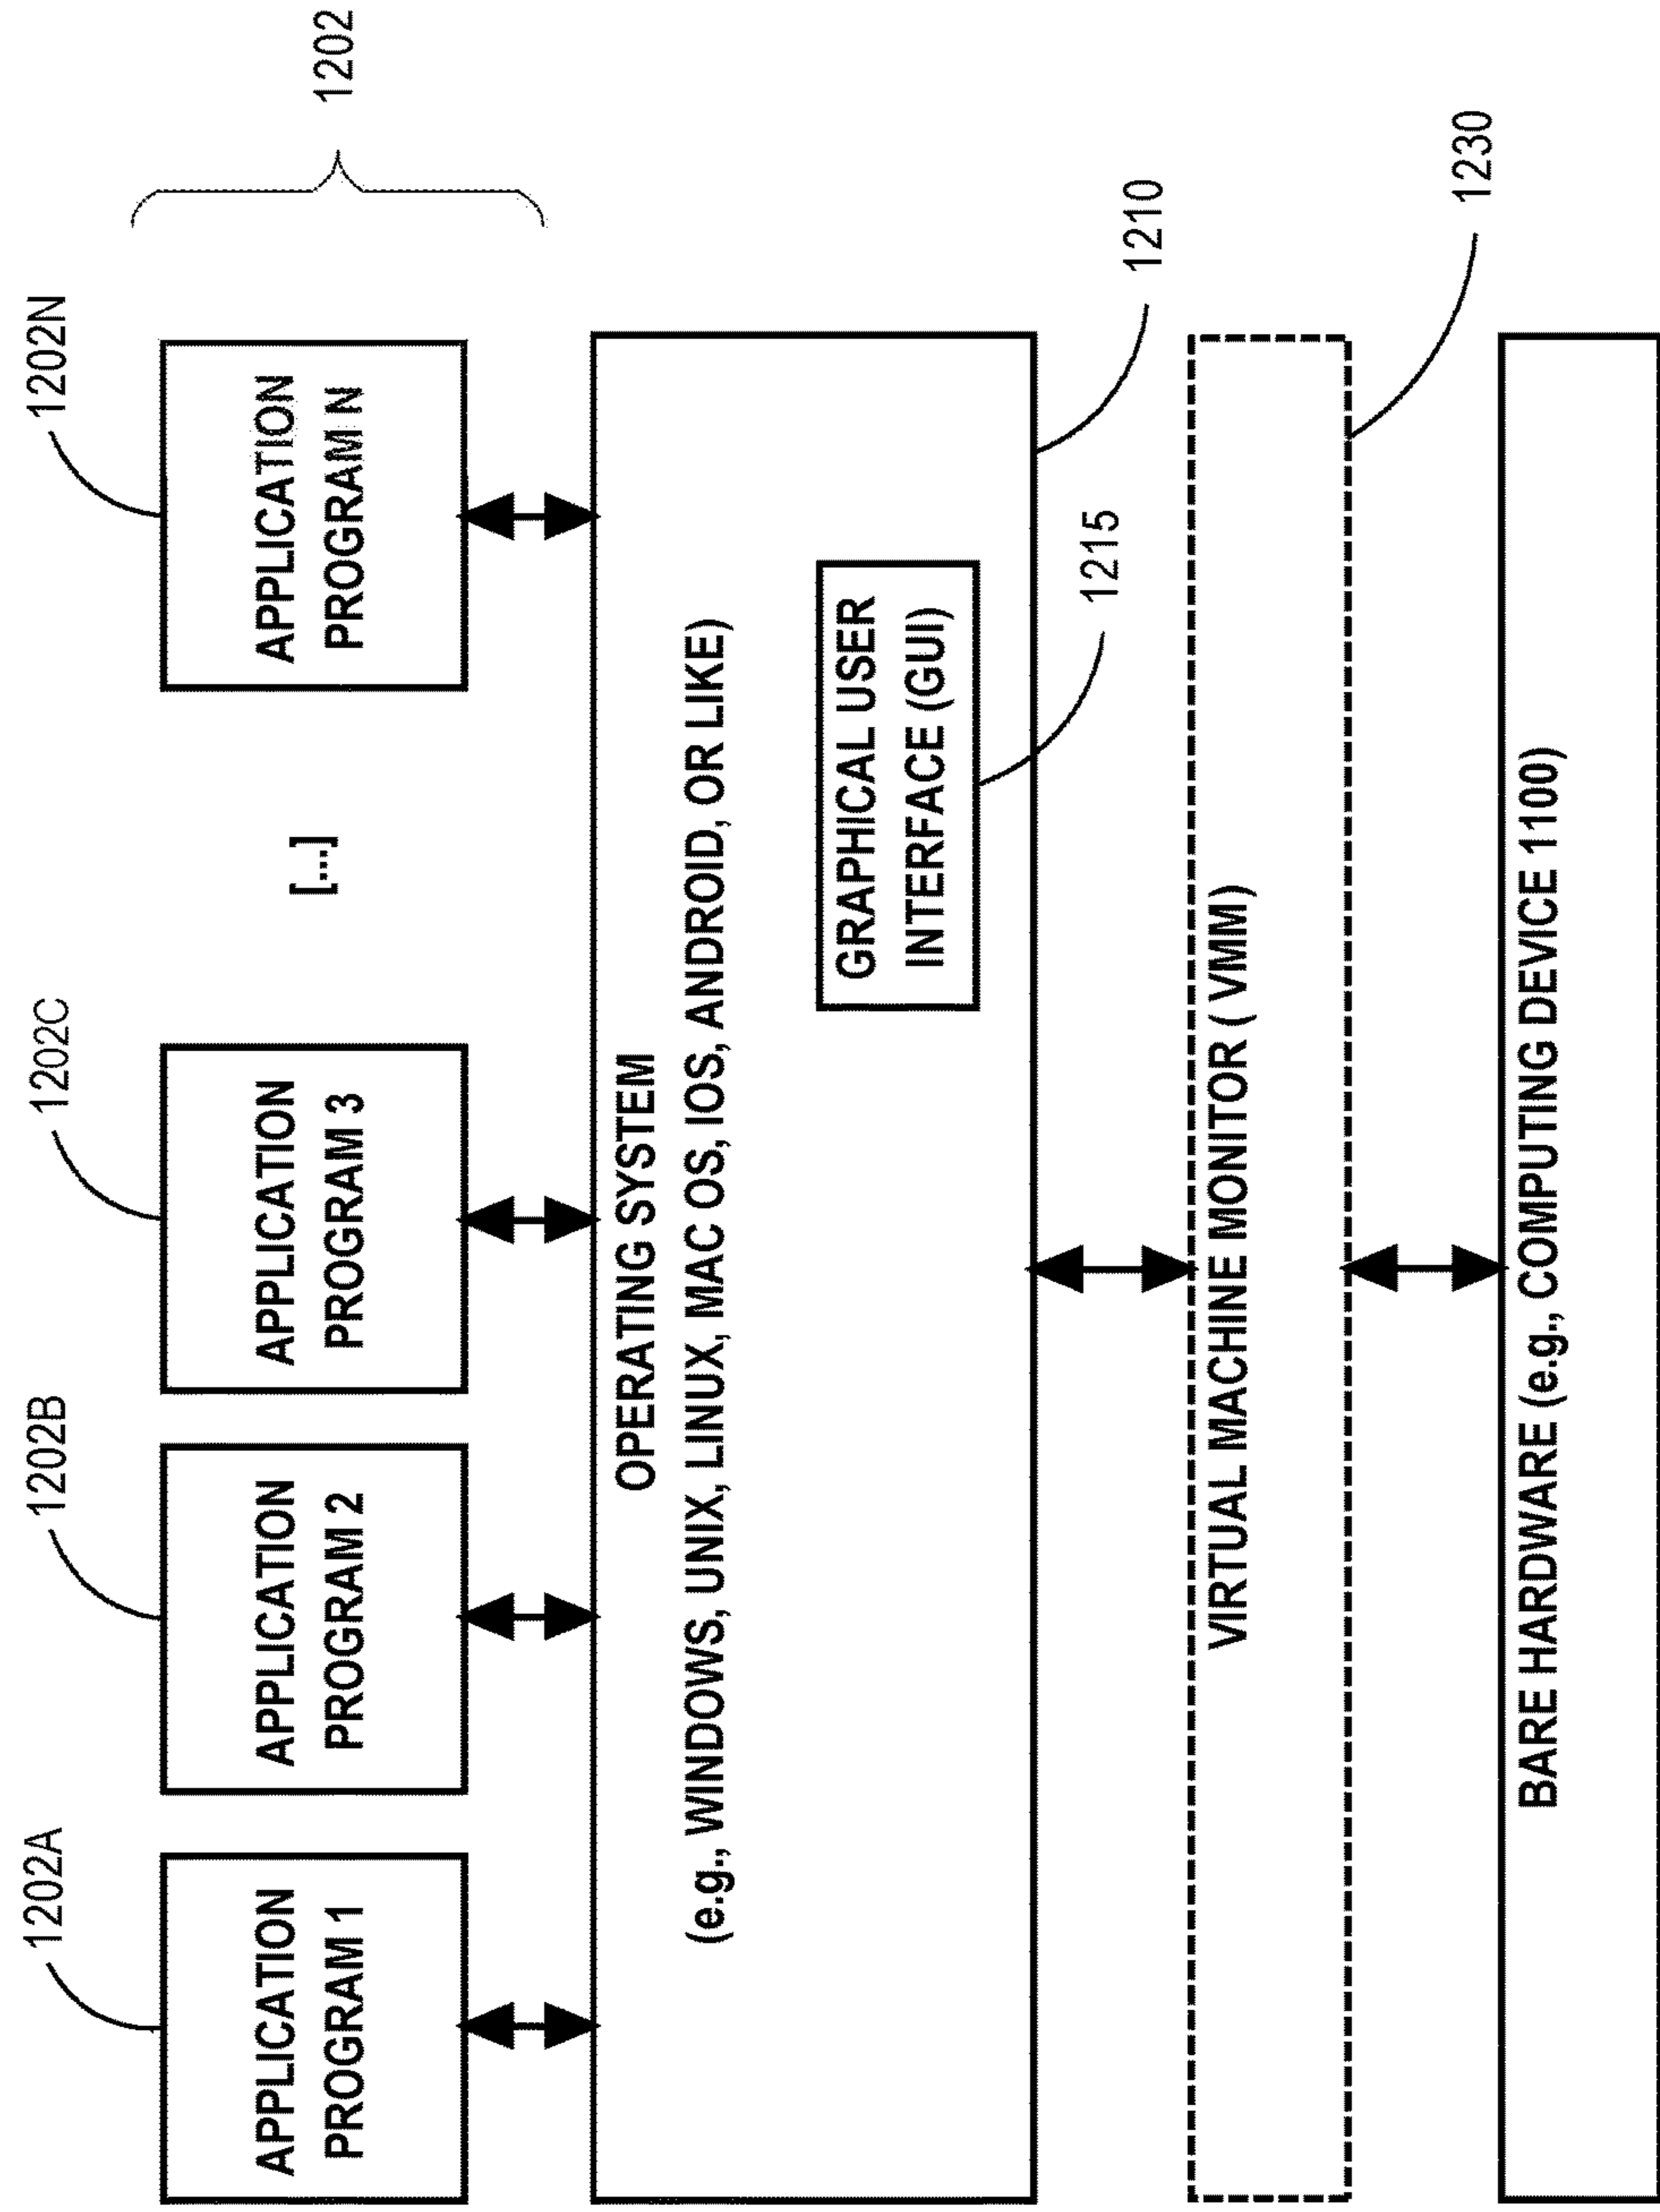 1202A
1202B
1202C
1202N
1202
APPLICATION
PROGRAM 1
APPLICATION
PROGRAM 2
APPLICATION
PROGRAM 3
[...]
APPLICATION
PROGRAM N
OPERATING SYSTEM
(e.g., WINDOWS, UNIX, LINUX, MAC OS, IOS, ANDROID, OR LIKE)
GRAPHICAL USER
INTERFACE (GUI)
1215
1210
VIRTUAL MACHINE MONITOR ( VMM)
1230
BARE HARDWARE (e.g., COMPUTING DEVICE 1100)